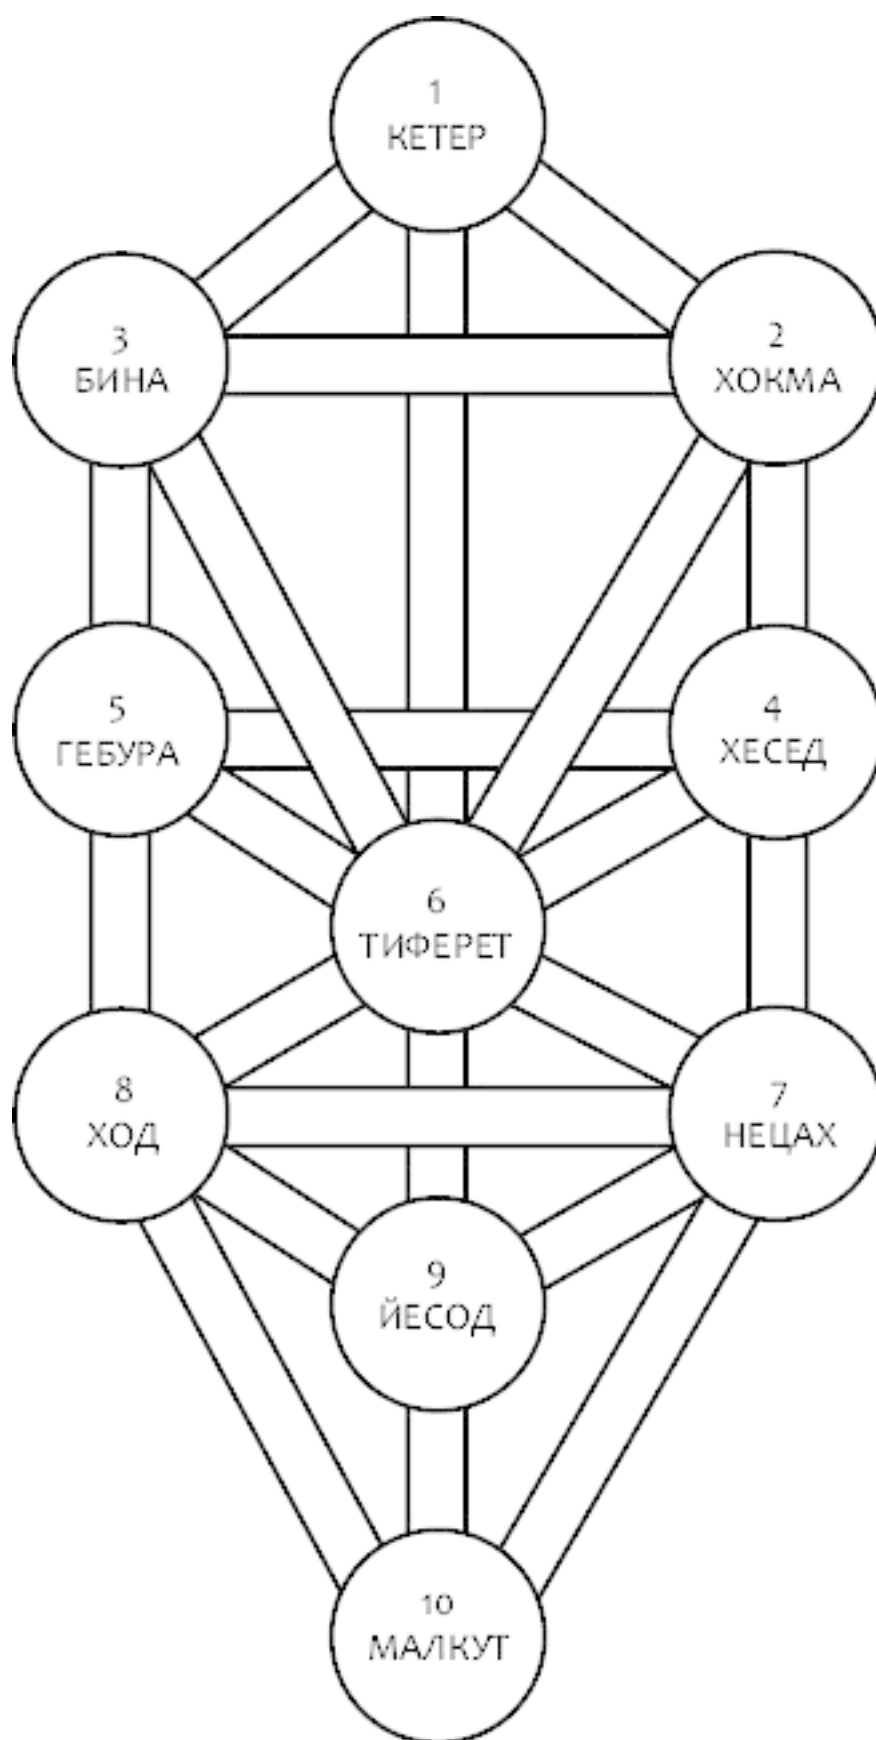 1
КЕТЕР
3
БИНА
2
ХОКМА
5
ГЕБУРА
4
ХЕСЕД
6
ТИФЕРЕТ
8
ХОД
7
НЕЦАХ
9
ЙЕСОД
10
МАЛКУТ